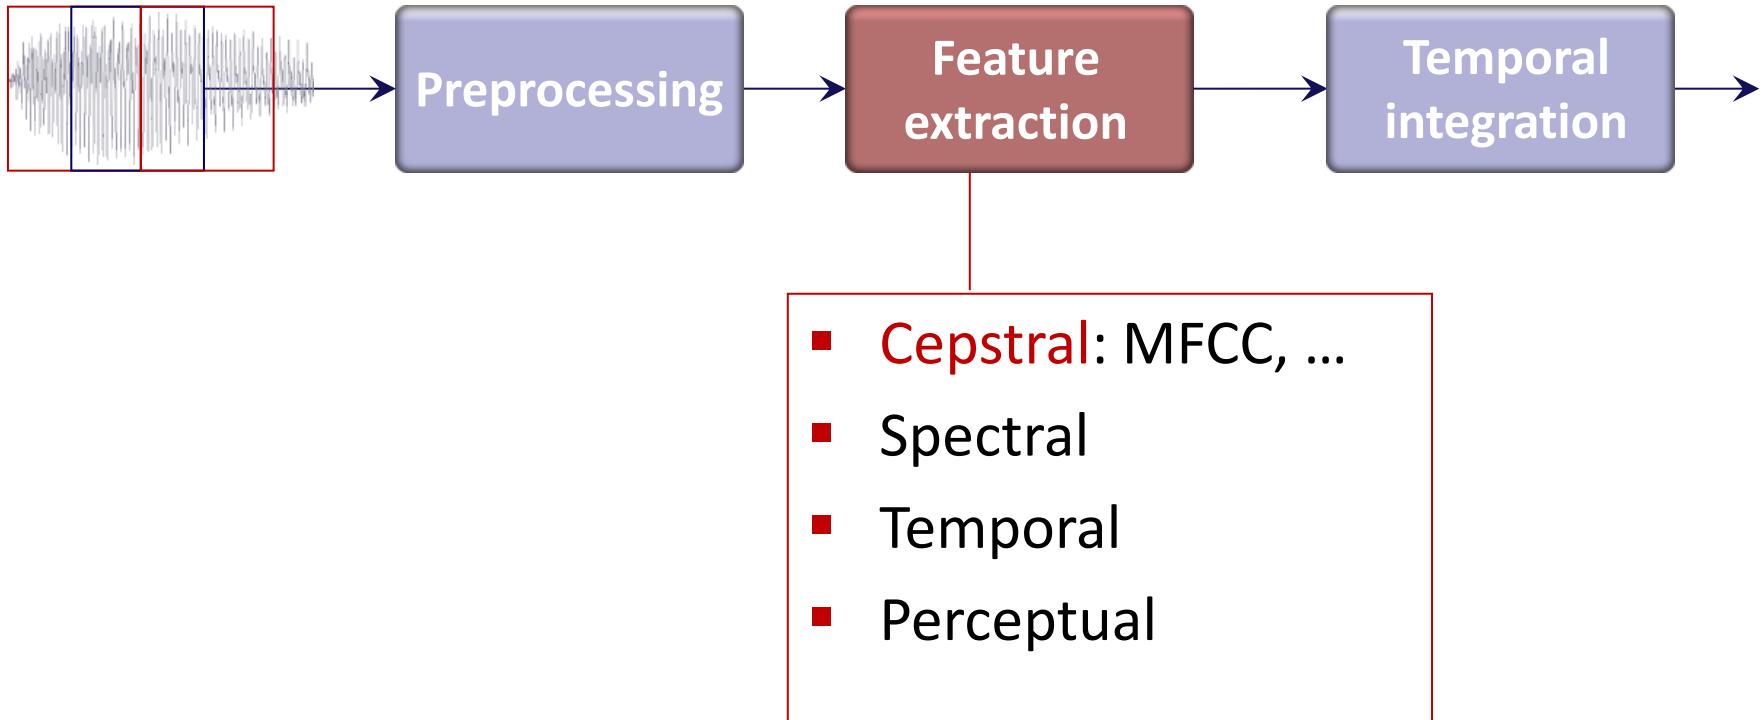 Preprocessing
Feature
extraction
Temporal
integration
Cepstral: MFCC, ...
Spectral
Temporal
Perceptual